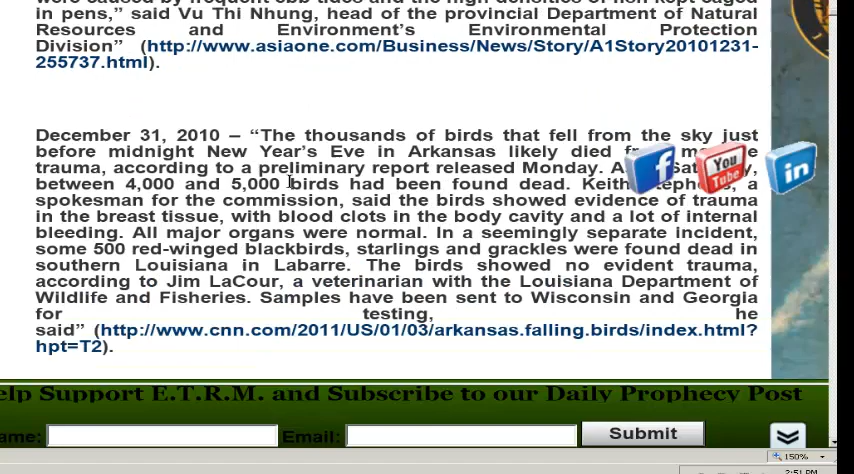 in pens,” said Vu Thi Nhung, head of the provincial Department of Natural
Resources and Environment’s Environmental Protection
Division” (http://www.asiaone.com/Business/News/Story/A1Story20101231-
255737.html).
December 31, 2010 – “The thousands of birds that fell from the sky just
before midnight New Year’s Eve in Arkansas likely died
trauma, according to a preliminary report released Monday.
between 4,000 and 5,000 birds had been found dead. Keith a
spokesman for the commission, said the birds showed evidence of trauma
in the breast tissue, with blood clots in the body cavity and a lot of internal
bleeding. All major organs were normal. In a seemingly separate incident,
some 500 red-winged blackbirds, starlings and grackles were found dead in
southern Louisiana in Labarre. The birds showed no evident trauma,
according to Jim LaCour, a veterinarian with the Louisiana Department of
Wildlife and Fisheries. Samples have been sent to Wisconsin and Georgia
for testing, he
said” (http://www.cnn.com/2011/US/01/03/arkansas.falling.birds/index.html?
hpt=T2).
f
You
Tube
in
elp Support E.T.R.M. and Subscribe to our Daily Prophecy Post
ame: Email: Submit
150%
2:51 PM